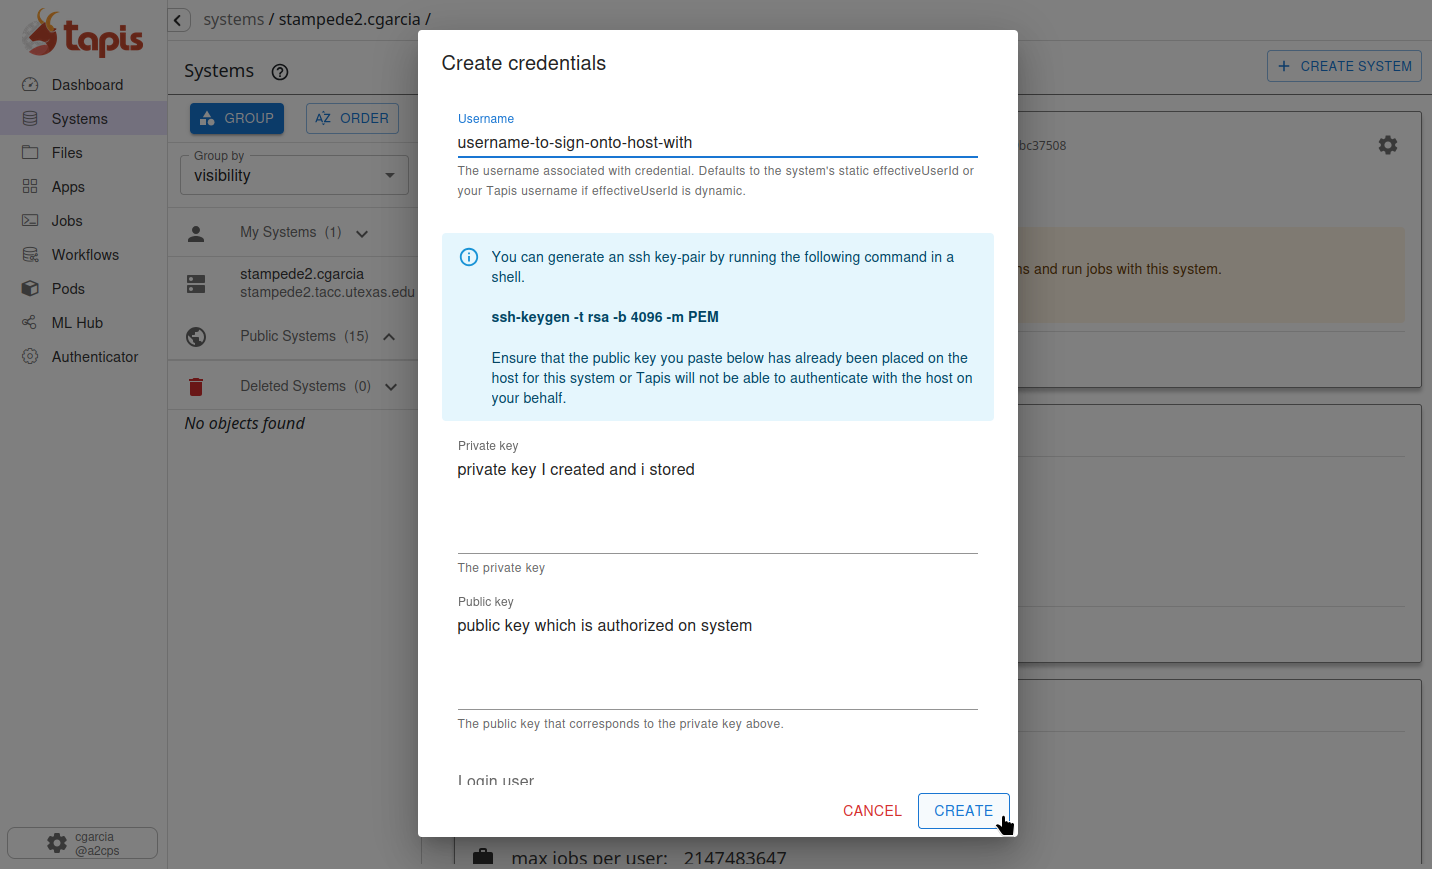 tapis
systems / stampede2.cgarcia /
Dashboard
Systems
Files
Apps
Jobs
Workflows
Pods
ML Hub
Authenticator
cgarcia
@a2cps
Systems
CREATE SYSTEM
GROUP
AZ ORDER
Group by
visibility
My Systems (1)
stampede2.cgarcia
stampede2.tacc.utexas.edu
Public Systems (15)
Deleted Systems (0)
No objects found
Create credentials
Username
username-to-sign-onto-host-with
The username associated with credential. Defaults to the system's static effectiveUserId or
your Tapis username if effectiveUserId is dynamic.
You can generate an ssh key-pair by running the following command in a
shell.
ssh-keygen -t rsa -b 4096 -m PEM
Ensure that the public key you paste below has already been placed on the
host for this system or Tapis will not be able to authenticate with the host on
your behalf.
Private key
private key I created and i stored
The private key
Public key
public key which is authorized on system
The public key that corresponds to the private key above.
Login user
CANCEL
CREATE
bc37508
and run jobs with this system.
max jobs per user: 2147483647